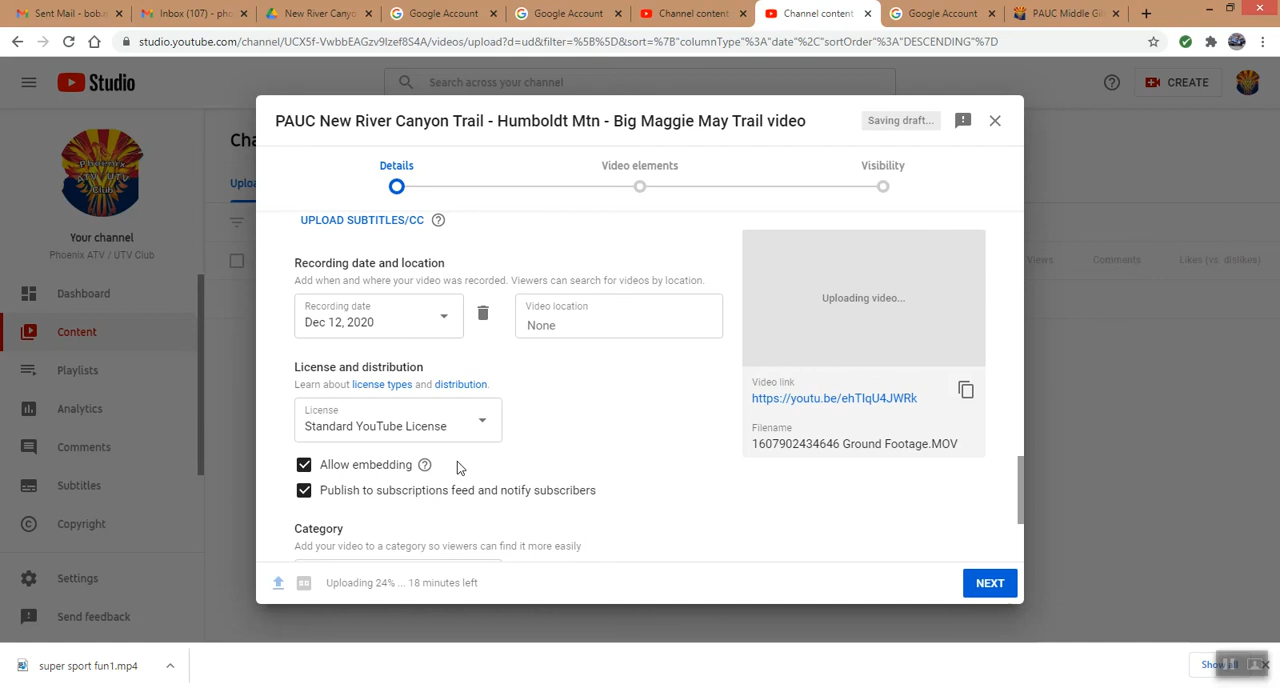 Sent Mail - bob.a
Inbox (107) - pho
New River Canyo
Google Account
Google Account
Channel content
Channel content
Google Account
PAUC Middle Gil
studio.youtube.com/channel/UCX5f-VwbbEAGzv9Izef8S4A/videos/upload?d=ud&filter=%5B%5D&sort=%7B"columnType"%3A"date"%2C"sortOrder"%3A"DESCENDING"%7D
Studio
Search across your channel
CREATE
PAUC New River Canyon Trail - Humboldt Mtn - Big Maggie May Trail video
Saving draft...
Details
Video elements
Visibility
Your channel
Phoenix ATV / UTV Club
Dashboard
Content
Playlists
Analytics
Comments
Subtitles
Copyright
Settings
Send feedback
Cha
Uploa
Views
Comments
Likes (vs. dislikes)
UPLOAD SUBTITLES/CC
Recording date and location
Add when and where your video was recorded. Viewers can search for videos by location.
Recording date
Dec 12, 2020
Video location
None
License and distribution
Learn about license types and distribution.
License
Standard YouTube License
Allow embedding
Publish to subscriptions feed and notify subscribers
Category
Add your video to a category so viewers can find it more easily
Uploading video...
Video link
https://youtu.be/ehTIqU4JWRk
Filename
1607902434646 Ground Footage.MOV
Uploading 24% ... 18 minutes left
NEXT
super sport fun1.mp4
Show all